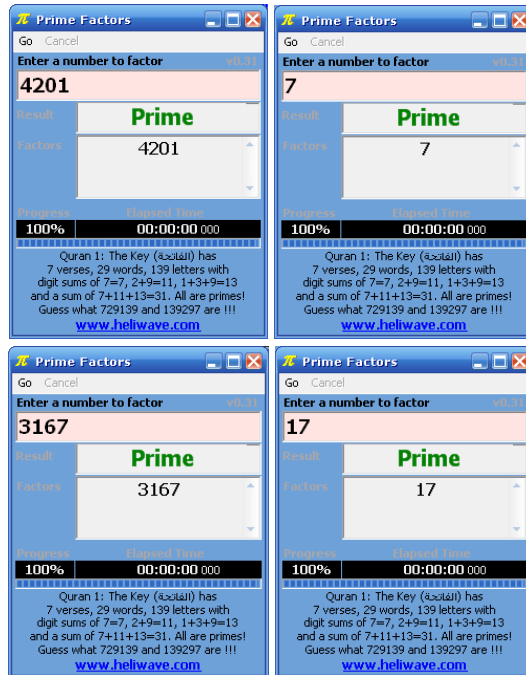 π Prime Factors
Go Cancel
Enter a number to factor v0.31
4201
Result Prime
Factors 4201
Progress Elapsed Time
100% 00:00:00 000
Quran 1: The Key (الفاتحة) has
7 verses, 29 words, 139 letters with
digit sums of 7=7, 2+9=11, 1+3+9=13
and a sum of 7+11+13=31. All are primes!
Guess what 729139 and 139297 are !!!
www.heliwave.com
π Prime Factors
Go Cancel
Enter a number to factor v0.31
7
Result Prime
Factors 7
Progress Elapsed Time
100% 00:00:00 000
Quran 1: The Key (الفاتحة) has
7 verses, 29 words, 139 letters with
digit sums of 7=7, 2+9=11, 1+3+9=13
and a sum of 7+11+13=31. All are primes!
Guess what 729139 and 139297 are !!!
www.heliwave.com
π Prime Factors
Go Cancel
Enter a number to factor v0.31
3167
Result Prime
Factors 3167
Progress Elapsed Time
100% 00:00:00 000
Quran 1: The Key (الفاتحة) has
7 verses, 29 words, 139 letters with
digit sums of 7=7, 2+9=11, 1+3+9=13
and a sum of 7+11+13=31. All are primes!
Guess what 729139 and 139297 are !!!
www.heliwave.com
π Prime Factors
Go Cancel
Enter a number to factor v0.31
17
Result Prime
Factors 17
Progress Elapsed Time
100% 00:00:00 000
Quran 1: The Key (الفاتحة) has
7 verses, 29 words, 139 letters with
digit sums of 7=7, 2+9=11, 1+3+9=13
and a sum of 7+11+13=31. All are primes!
Guess what 729139 and 139297 are !!!
www.heliwave.com